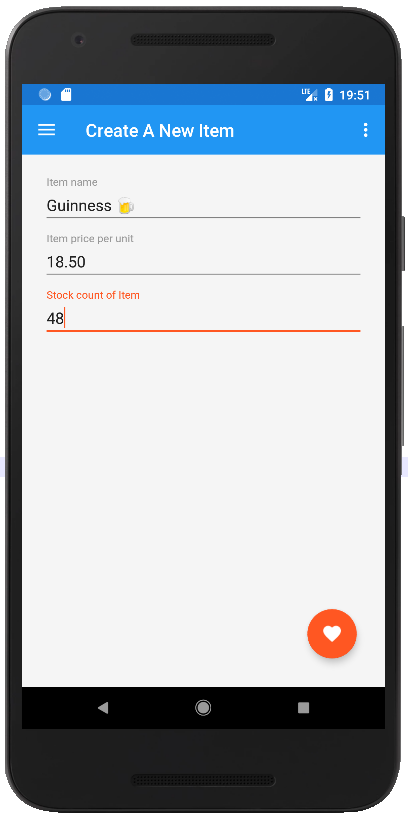 LTE 19:51
Create A New Item
Item name
Guinness 🍺
Item price per unit
18.50
Stock count of Item
48